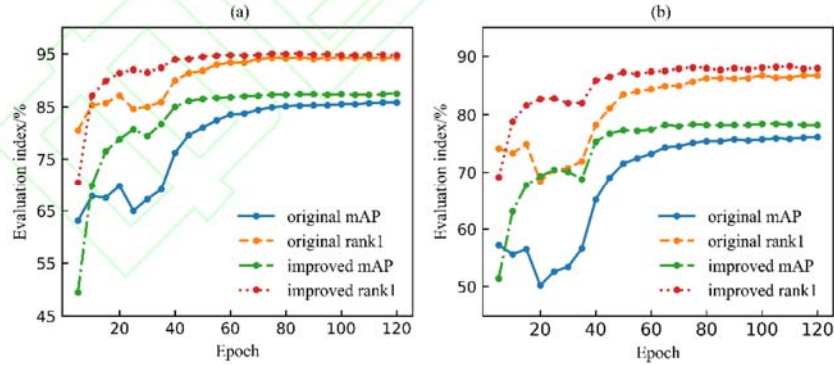 (a)
95
85
75
65
55
45
Evaluation index/%
20 40 60 80 100 120
Epoch
original mAP
original rank1
improved mAP
improved rank1
(b)
90
80
70
60
50
Evaluation index/%
20 40 60 80 100 120
Epoch
original mAP
original rank1
improved mAP
improved rank1